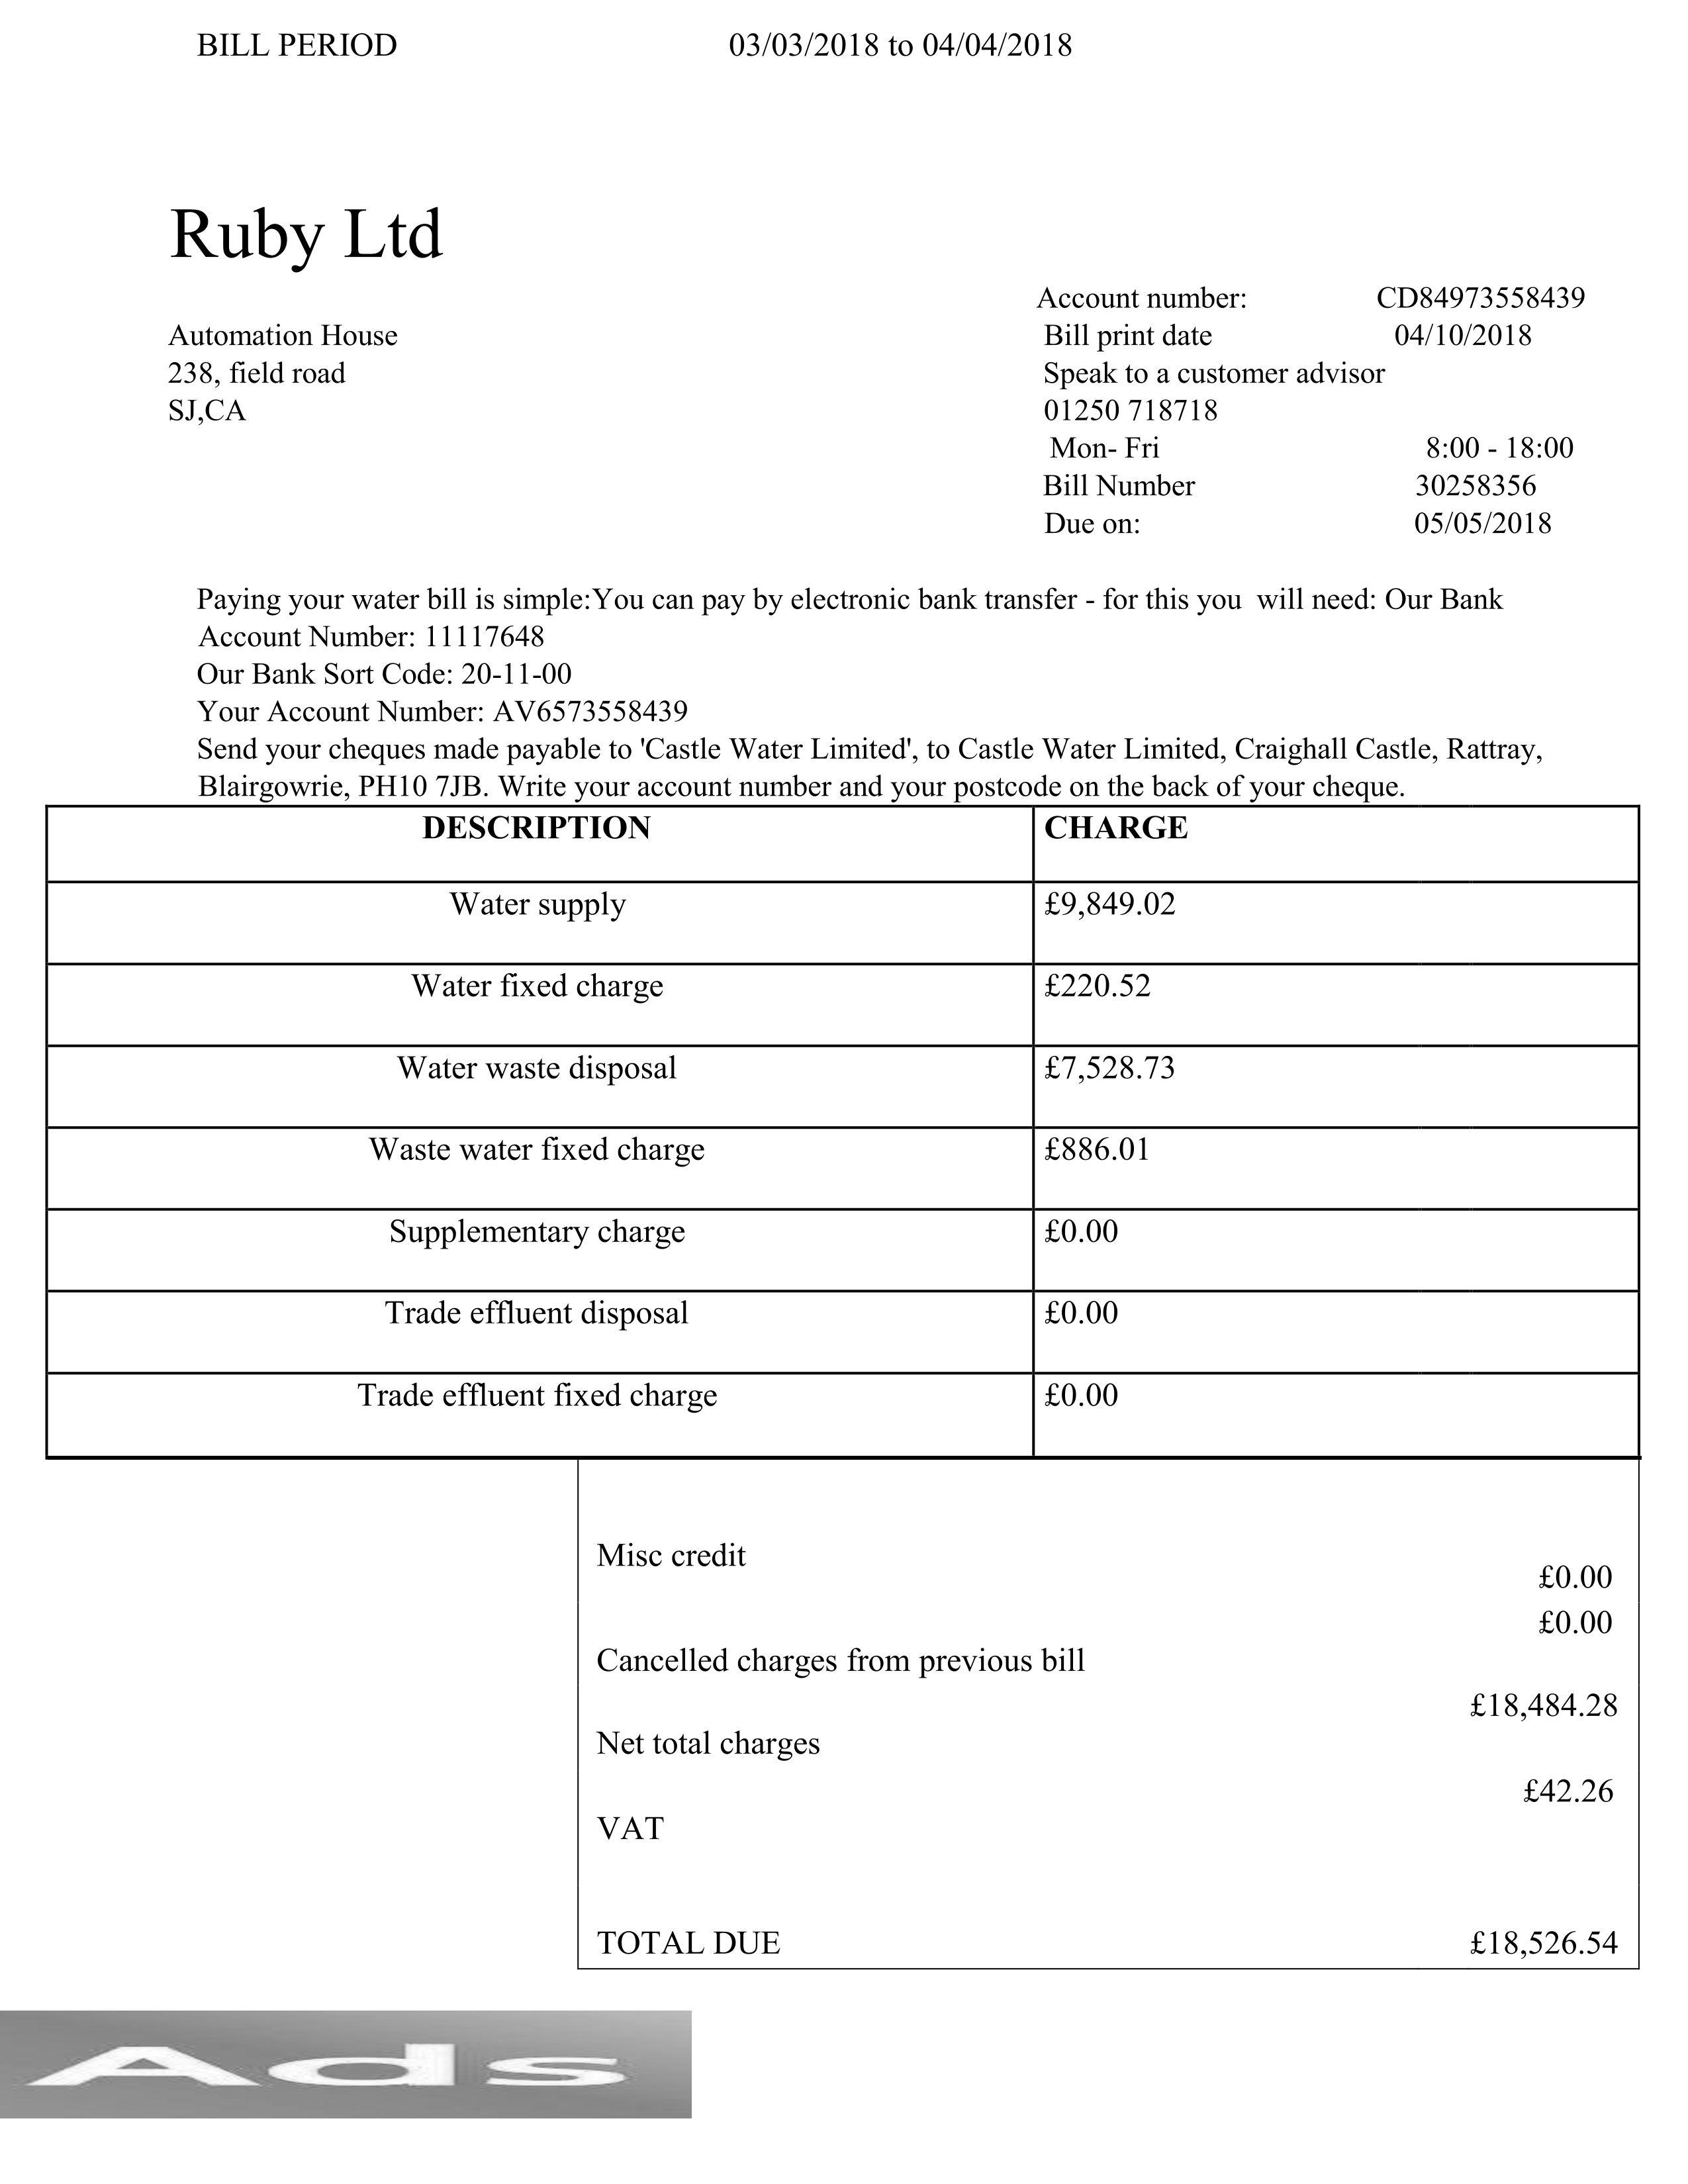 BILL PERIOD 03/03/2018 to 04/04/2018
Ruby Ltd
Account number: CD84973558439
Automation House Bill print date 04/10/2018
238, field road Speak to a customer advisor
SJ,CA 01250 718718
Mon- Fri 8:00 - 18:00
Bill Number 30258356
Due on: 05/05/2018
Paying your water bill is simple:You can pay by electronic bank transfer - for this you will need: Our Bank
Account Number: 11117648
Our Bank Sort Code: 20-11-00
Your Account Number: AV6573558439
Send your cheques made payable to 'Castle Water Limited', to Castle Water Limited, Craighall Castle, Rattray,
Blairgowrie, PH10 7JB. Write your account number and your postcode on the back of your cheque.
DESCRIPTION CHARGE
Water supply £9,849.02
Water fixed charge £220.52
Water waste disposal £7,528.73
Waste water fixed charge £886.01
Supplementary charge £0.00
Trade effluent disposal £0.00
Trade effluent fixed charge £0.00
Misc credit £0.00
£0.00
Cancelled charges from previous bill
£18,484.28
Net total charges
£42.26
VAT
TOTAL DUE £18,526.54
Ads